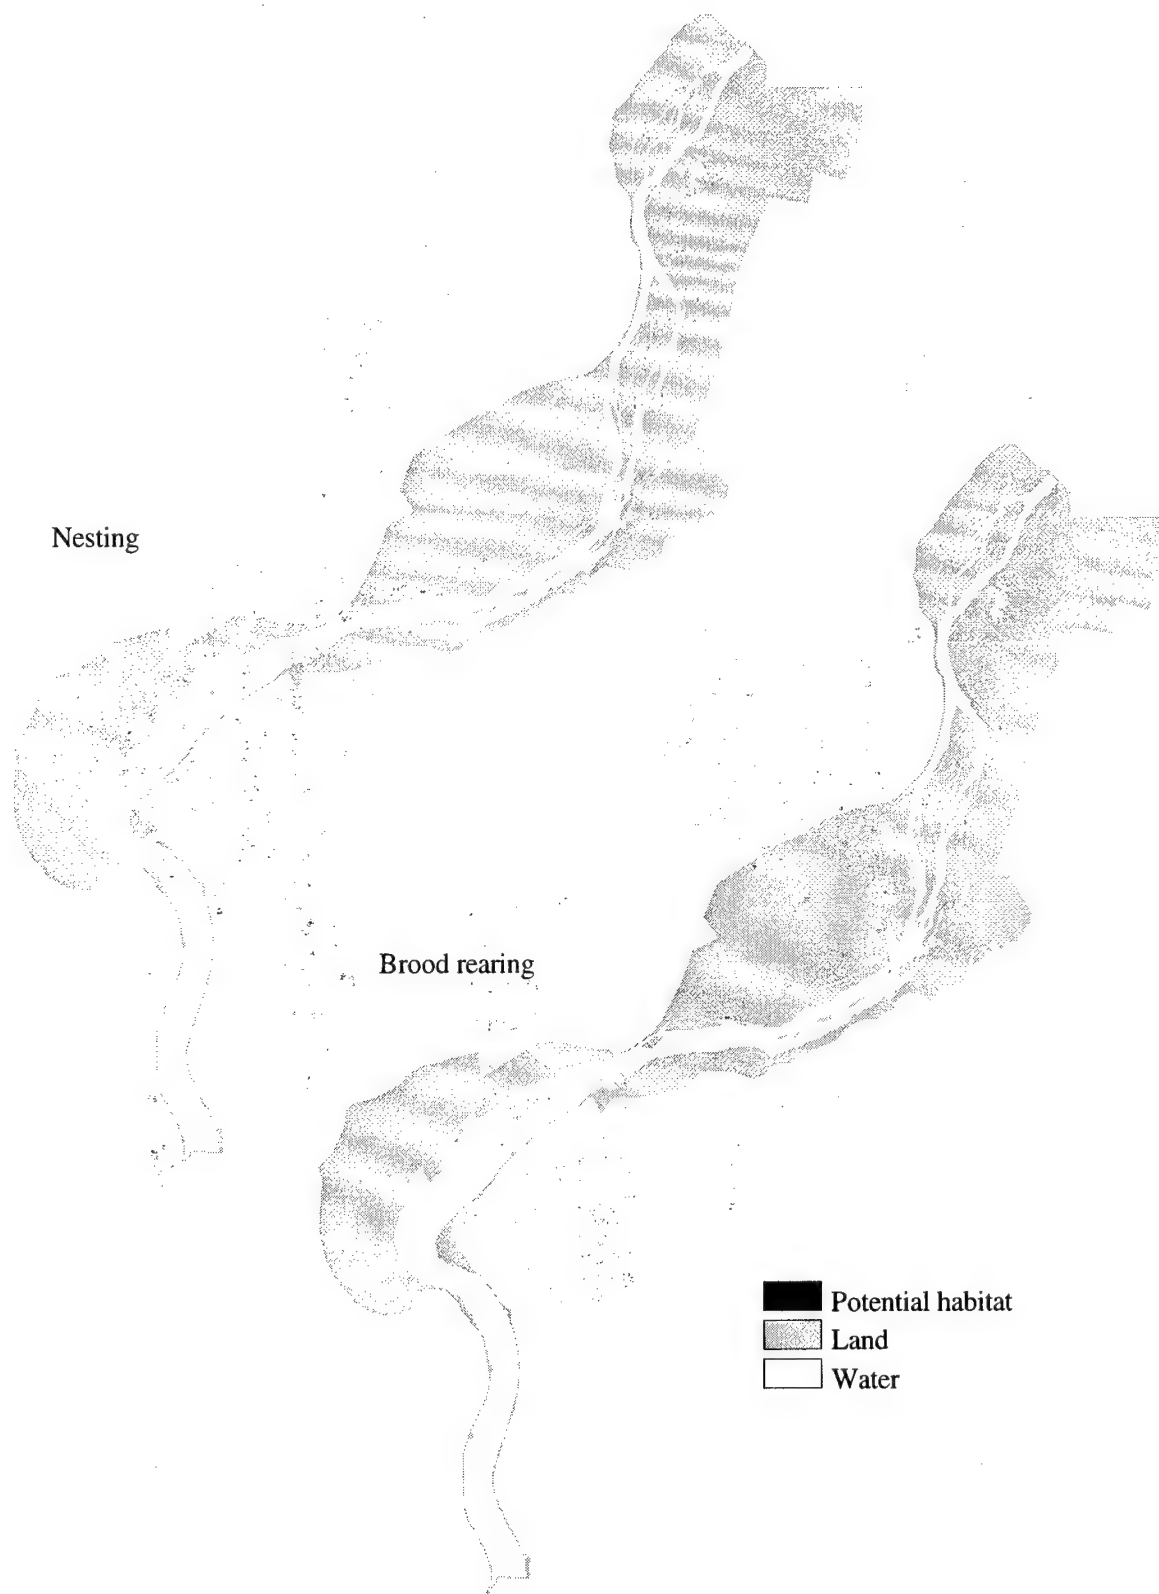 Nesting
Brood rearing
Potential habitat
Land
Water